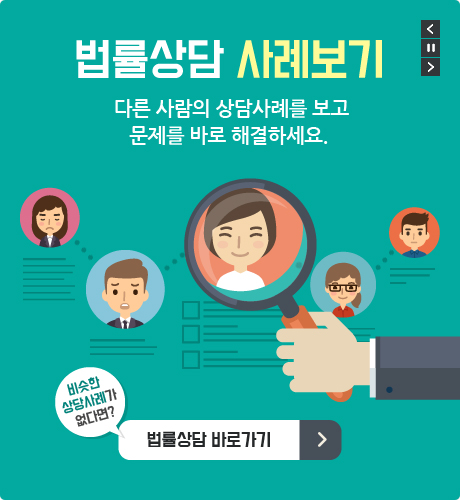 법률상담 사례보기
다른 사람의 상담사례를 보고
문제를 바로 해결하세요.
비슷한
상담사례가
없다면?
법률상담 바로가기